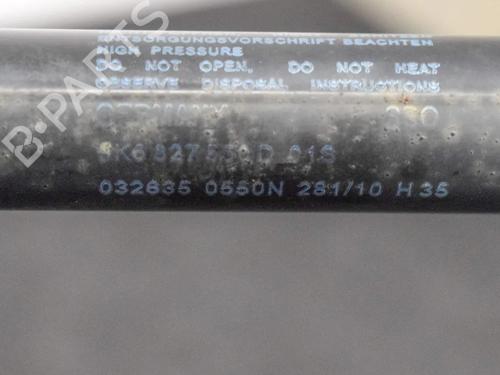 ENTSORGUNGSVORSCHRIFT BEACHTEN
HIGH PRESSURE
DO NOT OPEN. DO NOT HEAT
OBSERVE DISPOSAL INSTRUCTIONS
GERMANY
01S
032635 0550N 281/10 H35
B-PARTS